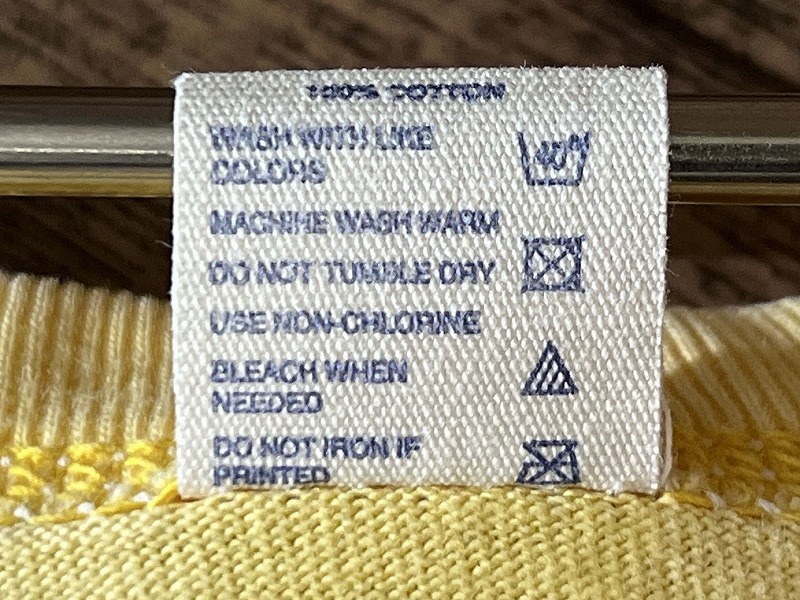 100% COTTON
WASH WITH LIKE
COLORS
40°
MACHINE WASH WARM
DO NOT TUMBLE DRY
USE NON-CHLORINE
BLEACH WHEN
NEEDED
DO NOT IRON IF
PRINTED